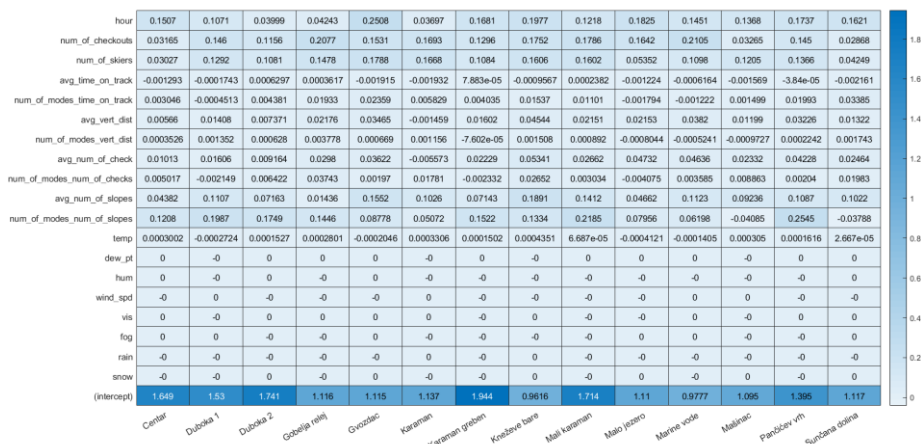 hour 0.1507 0.1071 0.03999 0.04243 0.2508 0.03697 0.1681 0.1977 0.1218 0.1825 0.1451 0.1368 0.1737 0.1621
num_of_checkouts 0.03165 0.146 0.1156 0.2077 0.1531 0.1693 0.1296 0.1752 0.1786 0.1642 0.2105 0.03265 0.145 0.02868
num_of_skiers 0.03027 0.1292 0.1081 0.1478 0.1788 0.1668 0.1084 0.1606 0.1602 0.05352 0.1098 0.1205 0.1366 0.04249
avg_time_on_track -0.001293 -0.0001743 0.0006297 0.0003617 -0.001915 -0.001932 7.883e-05 -0.0009567 0.0002382 -0.001224 -0.0006164 -0.001569 -3.84e-05 -0.002161
num_of_modes_time_on_track 0.003046 -0.0004513 0.004381 0.01933 0.02359 0.005829 0.004035 0.01537 0.01101 -0.001794 -0.001222 0.001499 0.01993 0.03385
avg_vert_dist 0.00566 0.01408 0.007371 0.02176 0.03465 -0.001459 0.01602 0.04544 0.02151 0.02153 0.0382 0.01199 0.03226 0.01322
num_of_modes_vert_dist 0.0003526 0.001352 0.000628 0.003778 0.000669 0.001156 -7.602e-05 0.001508 0.000892 -0.0008044 -0.0005241 -0.0009727 0.0002242 0.001743
avg_num_of_check 0.01013 0.01606 0.009164 0.0298 0.03622 -0.005573 0.02229 0.05341 0.02662 0.04732 0.04636 0.02332 0.04228 0.02464
num_of_modes_num_of_checks 0.005017 -0.002149 0.006422 0.03743 0.00197 0.01781 -0.002332 0.02652 0.003034 -0.004075 0.003585 0.008863 0.00204 0.01983
avg_num_of_slopes 0.04382 0.1107 0.07163 0.01436 0.1552 0.1026 0.07143 0.1891 0.1412 0.04662 0.1123 0.09236 0.1087 0.1022
num_of_modes_num_of_slopes 0.1208 0.1987 0.1749 0.1446 0.08778 0.05072 0.1522 0.1334 0.2185 0.07956 0.06198 -0.04085 0.2545 -0.03788
temp 0.0003002 -0.0002724 0.0001527 0.0002801 -0.0002046 0.0003306 0.0001502 0.0004351 6.687e-05 -0.0004121 -0.0001405 0.000305 0.0001616 2.667e-05
dew_pt 0 -0 0 0 -0 0 0 0 0 -0 -0 0 0 0
hum 0 -0 0 -0 -0 0 -0 -0 -0 -0 -0 0 -0 -0
wind_spd -0 -0 -0 -0 -0 0 -0 -0 -0 -0 -0 -0 -0 -0
vis 0 -0 0 -0 0 0 -0 -0 -0 -0 -0 0 -0 -0
fog 0 0 -0 0 -0 -0 -0 -0 -0 -0 -0 -0 -0 -0
rain -0 -0 -0 -0 0 -0 -0 0 -0 0 0 -0 -0 -0
snow -0 -0 0 -0 0 -0 -0 0 -0 0 0 -0 0 -0
(intercept) 1.649 1.53 1.741 1.116 1.115 1.137 1.944 0.9616 1.714 1.11 0.9777 1.095 1.395 1.117
Centar Duboka 1 Duboka 2 Gobelja relej Gvozdac Karaman Karaman greben Kneževe bare Mali karaman Malo jezero Marine vode Mašinac Pančićev vrh Sunčana dolina
1.8
1.6
1.4
1.2
1
0.8
0.6
0.4
0.2
0